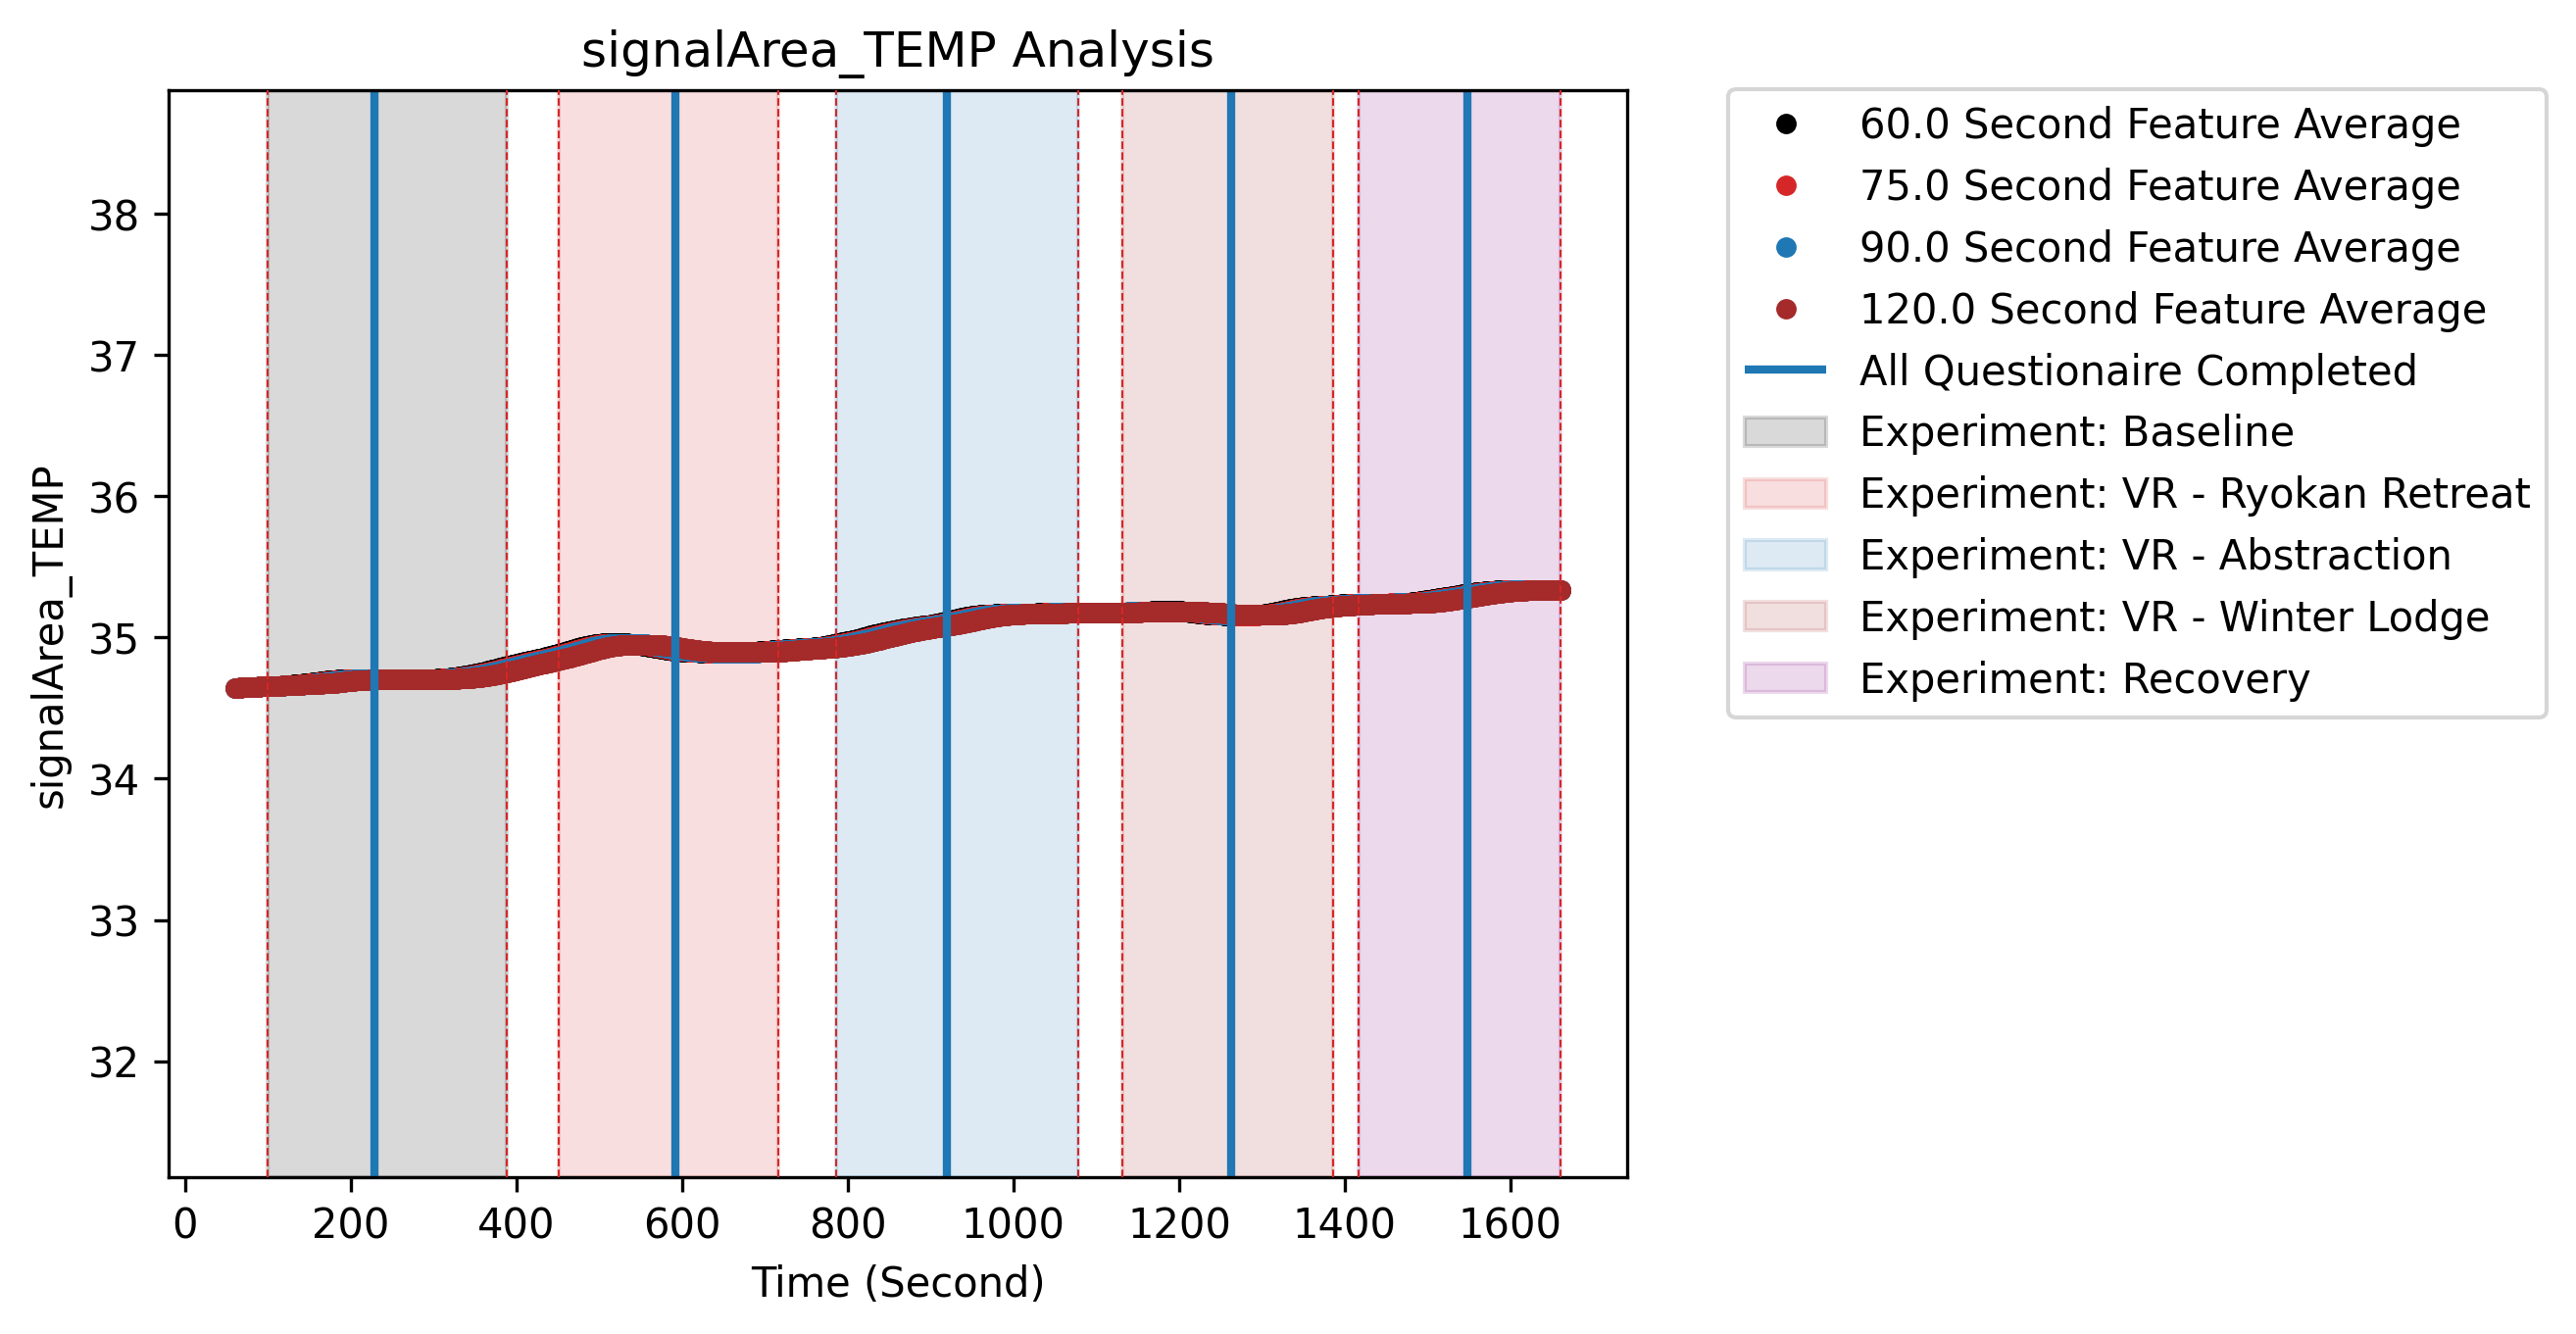 signalArea_TEMP Analysis
signalArea_TEMP
38
37
36
35
34
33
32
0 200 400 600 800 1000 1200 1400 1600
Time (Second)
60.0 Second Feature Average
75.0 Second Feature Average
90.0 Second Feature Average
120.0 Second Feature Average
All Questionaire Completed
Experiment: Baseline
Experiment: VR - Ryokan Retreat
Experiment: VR - Abstraction
Experiment: VR - Winter Lodge
Experiment: Recovery